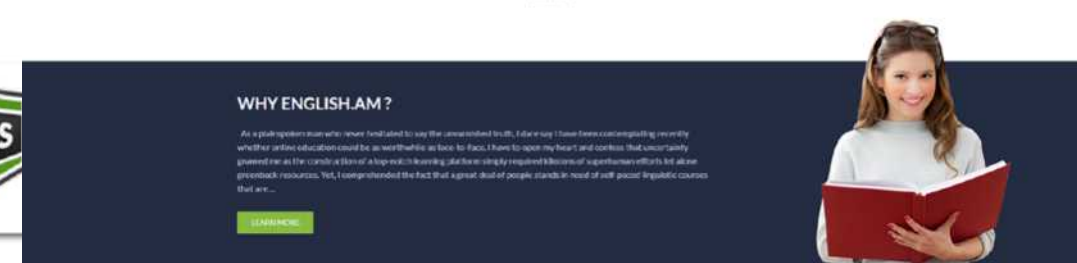 WHY ENGLISH.AM ?
As a plainspoken man who never hesitated to say the unvarnished truth, I dare say I have been contemplating recently
whether online education could be as worthwhile as face-to-face. I have to open my heart and confess that uncertainty
gnawed me as the construction of a top-notch learning platform simply required of superhuman efforts let alone
greenback resources. Yet, I comprehended the fact that a great deal of people stands in need of self-paced linguistic courses
that are...
LEARN MORE
S